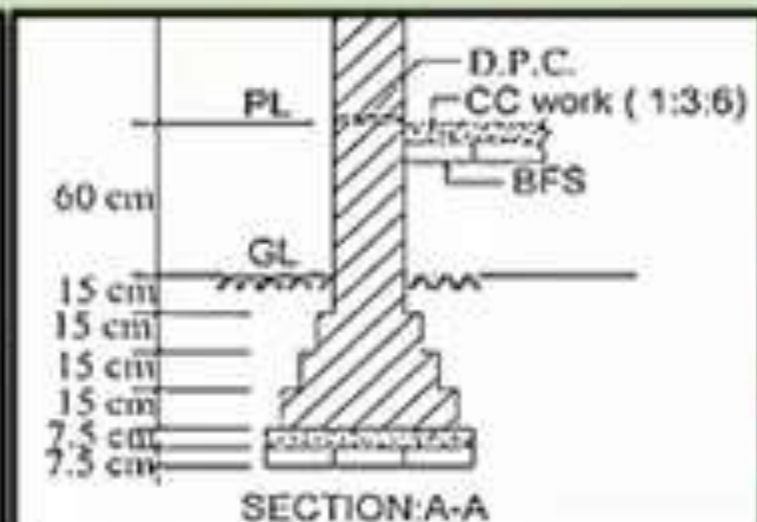 D.P.C.
PL
CC work ( 1:3:6)
BFS
60 cm
GL
15 cm
15 cm
15 cm
15 cm
7.5 cm
7.5 cm
SECTION:A-A